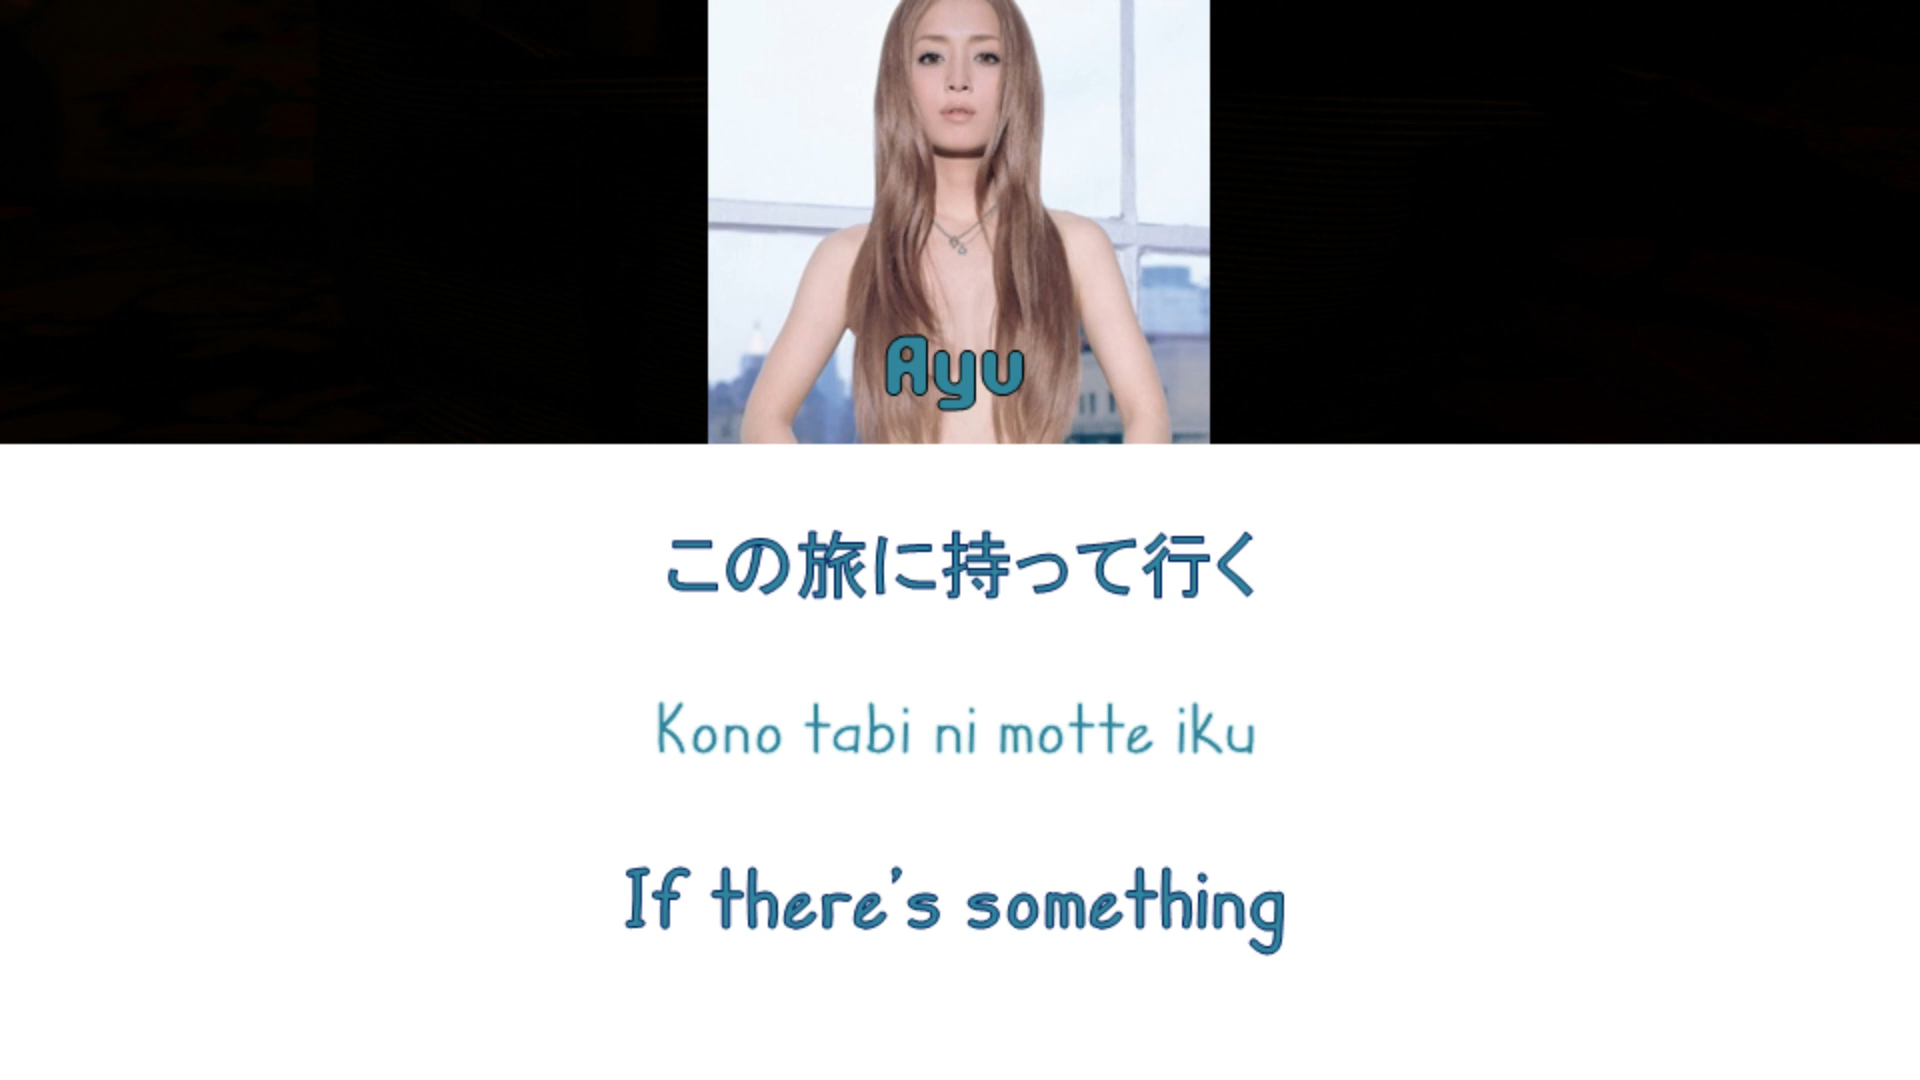 Ayu
この旅に持って行く
Kono tabi ni motte iku
If there's something